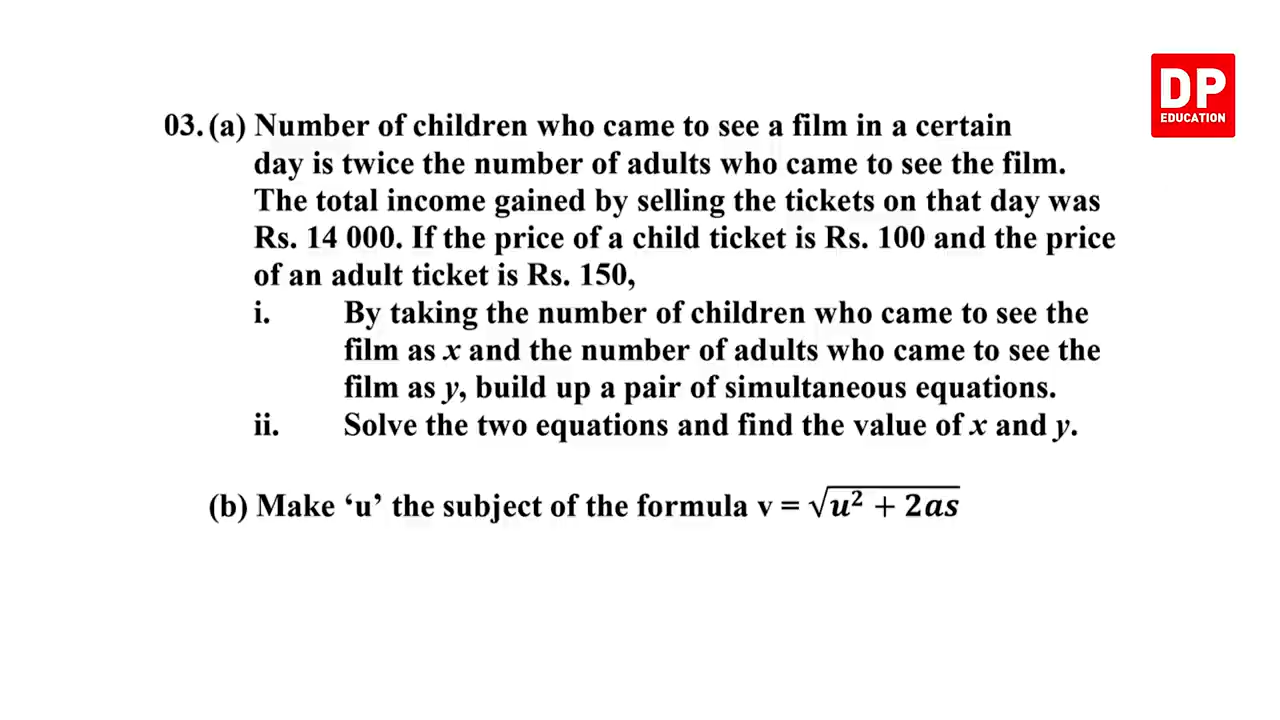 DP
EDUCATION
03. (a) Number of children who came to see a film in a certain
day is twice the number of adults who came to see the film.
The total income gained by selling the tickets on that day was
Rs. 14 000. If the price of a child ticket is Rs. 100 and the price
of an adult ticket is Rs. 150,
i. By taking the number of children who came to see the
film as x and the number of adults who came to see the
film as y, build up a pair of simultaneous equations.
ii. Solve the two equations and find the value of x and y.
(b) Make ‘u’ the subject of the formula v = √(u² + 2as)